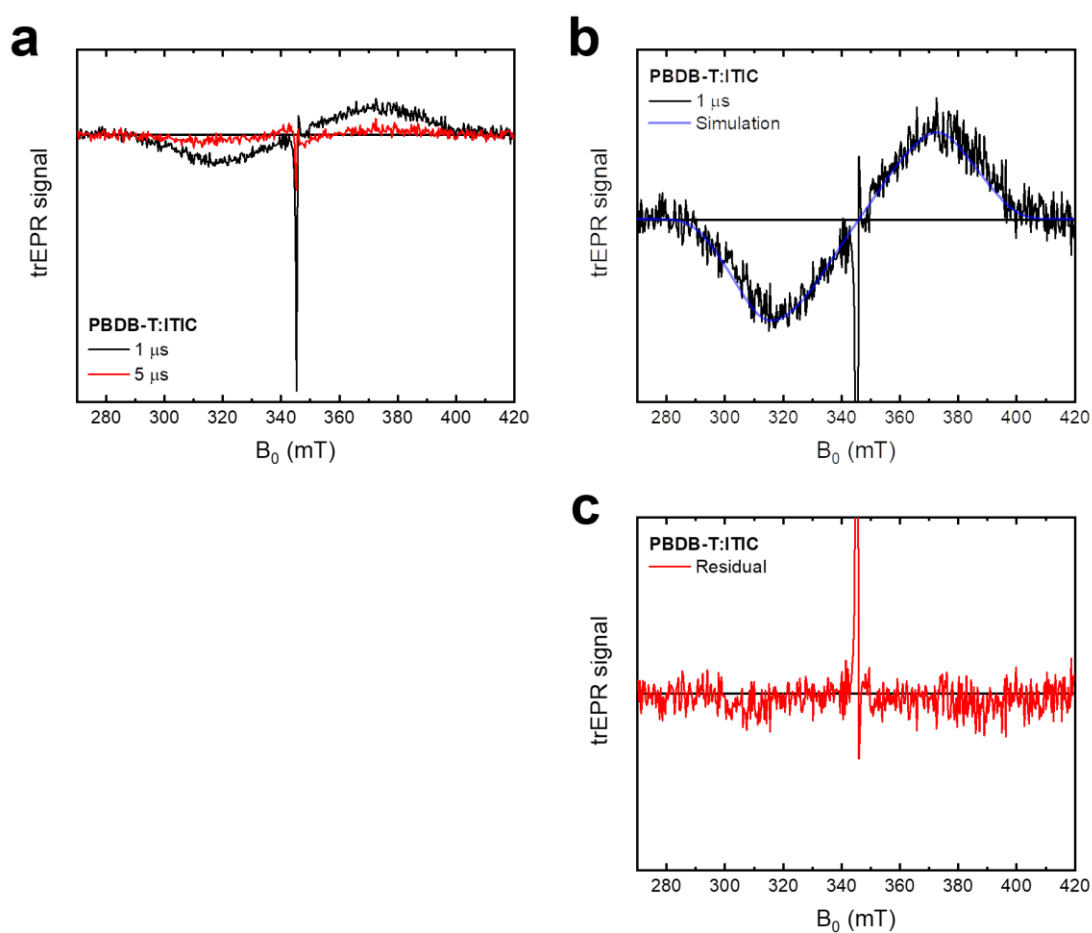 a
trEPR signal
PBDB-T:ITIC
1 μs
5 μs
280 300 320 340 360 380 400 420
B₀ (mT)
b
trEPR signal
PBDB-T:ITIC
1 μs
Simulation
280 300 320 340 360 380 400 420
B₀ (mT)
c
trEPR signal
PBDB-T:ITIC
Residual
280 300 320 340 360 380 400 420
B₀ (mT)